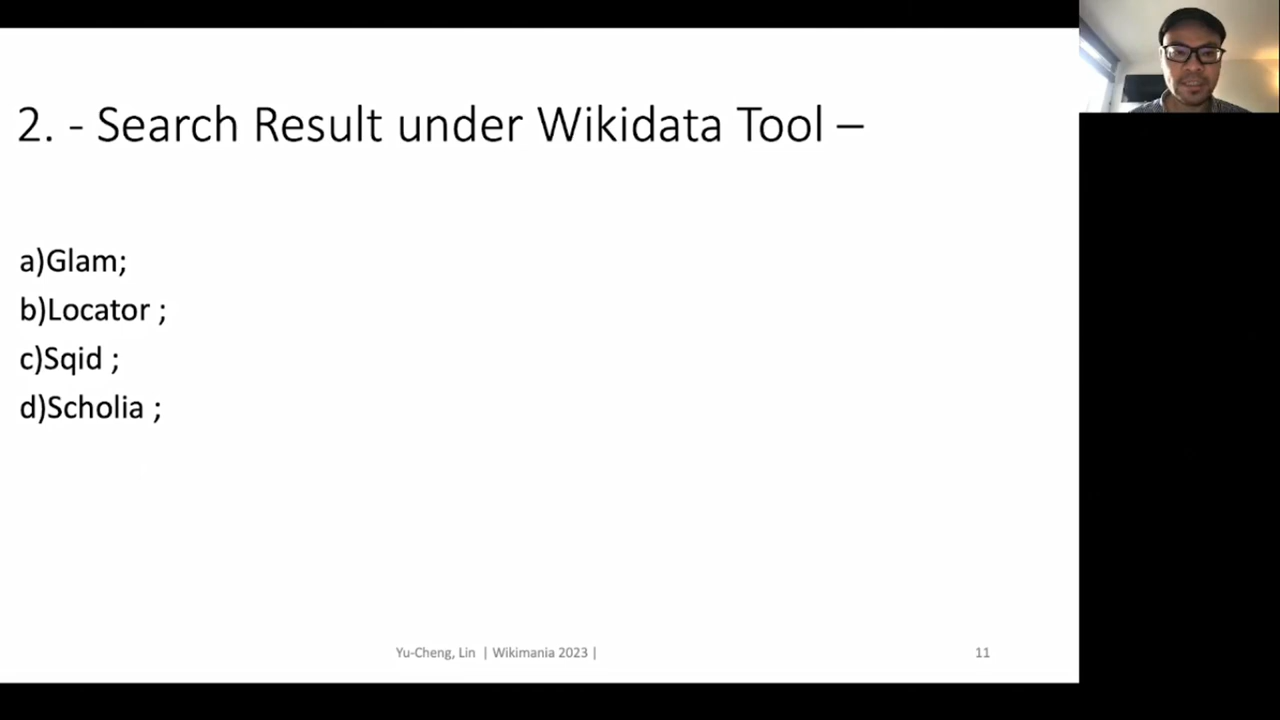 2. - Search Result under Wikidata Tool –
a)Glam;
b)Locator ;
c)Sqid ;
d)Scholia ;
Yu-Cheng, Lin | Wikimania 2023 |
11